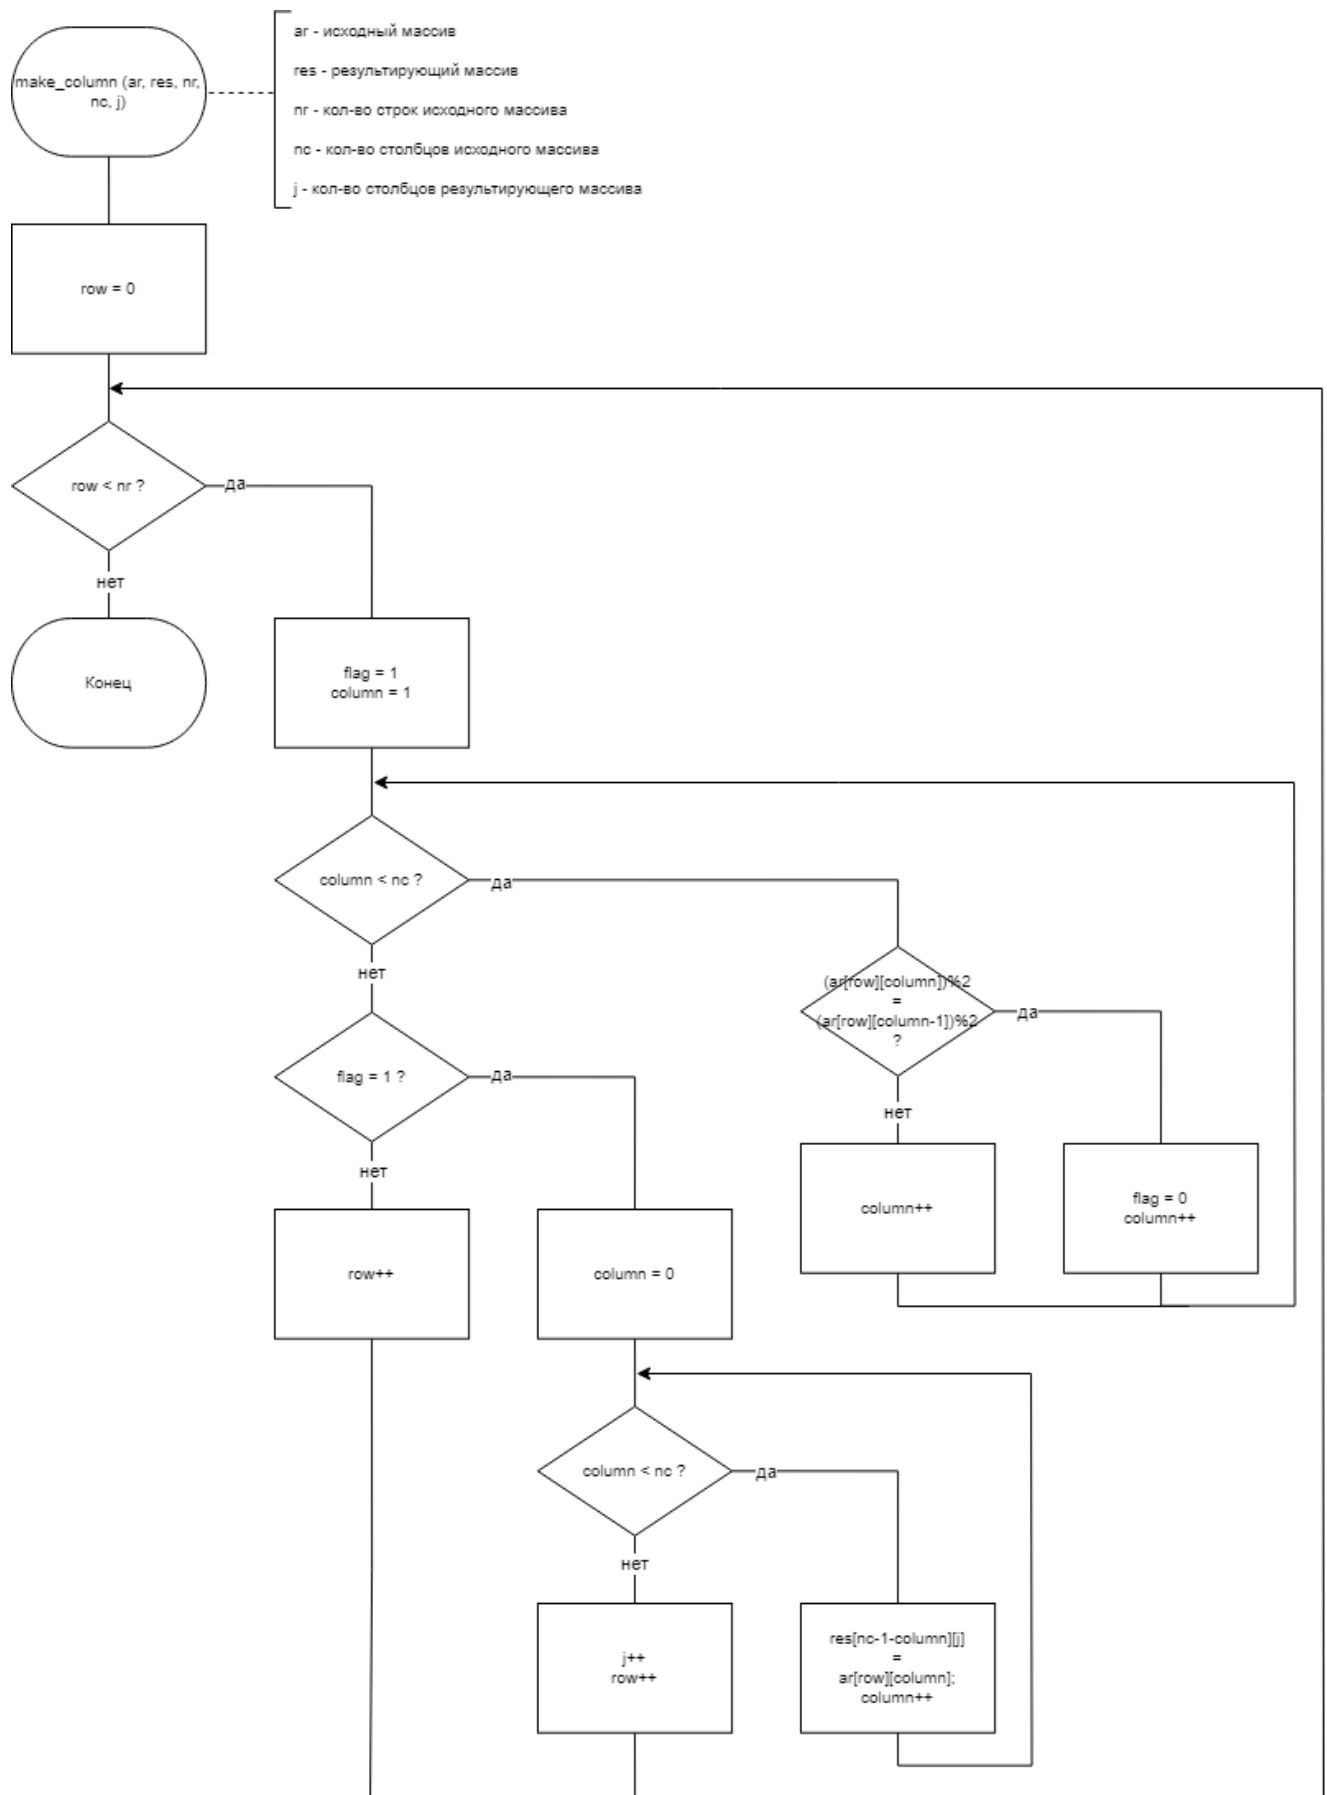 make_column (ar, res, nr,
nc, j)
ar - исходный массив
res - результирующий массив
nr - кол-во строк исходного массива
nc - кол-во столбцов исходного массива
j - кол-во столбцов результирующего массива
row = 0
row < nr ?
да
нет
Конец
flag = 1
column = 1
column < nc ?
да
нет
(ar[row][column])%2
=
(ar[row][column-1])%2
?
да
нет
flag = 1 ?
да
нет
column++
flag = 0
column++
row++
column = 0
column < nc ?
да
нет
j++
row++
res[nc-1-column][j]
=
ar[row][column];
column++